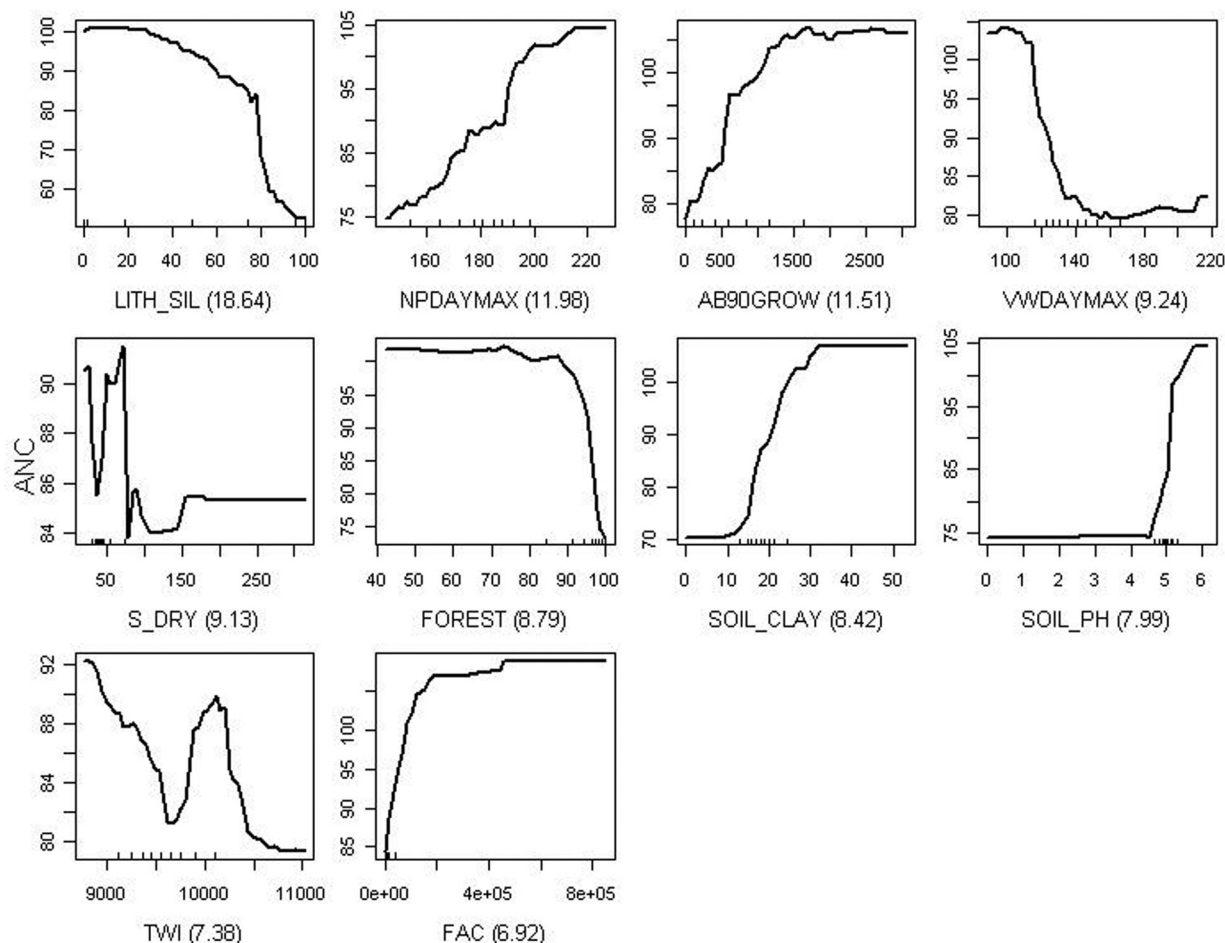 100
90
80
70
60
0 20 40 60 80 100
LITH_SIL (18.64)
105
95
85
75
160 180 200 220
NPDAYMAX (11.98)
100
90
80
0 500 1500 2500
AB90GROW (11.51)
100
95
90
85
80
100 140 180 220
VWDAYMAX (9.24)
ANC
90
88
86
84
50 150 250
S_DRY (9.13)
95
90
85
80
75
40 50 60 70 80 90 100
FOREST (8.79)
100
90
80
70
0 10 20 30 40 50
SOIL_CLAY (8.42)
105
95
85
75
0 1 2 3 4 5 6
SOIL_PH (7.99)
92
88
84
80
9000 10000 11000
TWI (7.38)
100
95
90
85
0e+00 4e+05 8e+05
FAC (6.92)